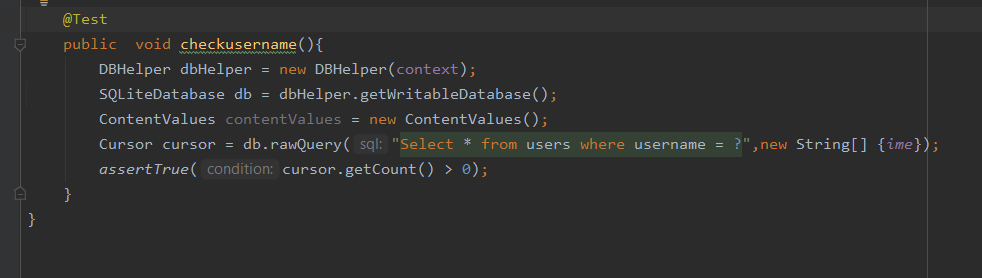 @Test
public void checkusername(){
DBHelper dbHelper = new DBHelper(context);
SQLiteDatabase db = dbHelper.getWritableDatabase();
ContentValues contentValues = new ContentValues();
Cursor cursor = db.rawQuery( sql: "Select * from users where username = ?",new String[] {ime});
assertTrue( condition: cursor.getCount() > 0);
}
}